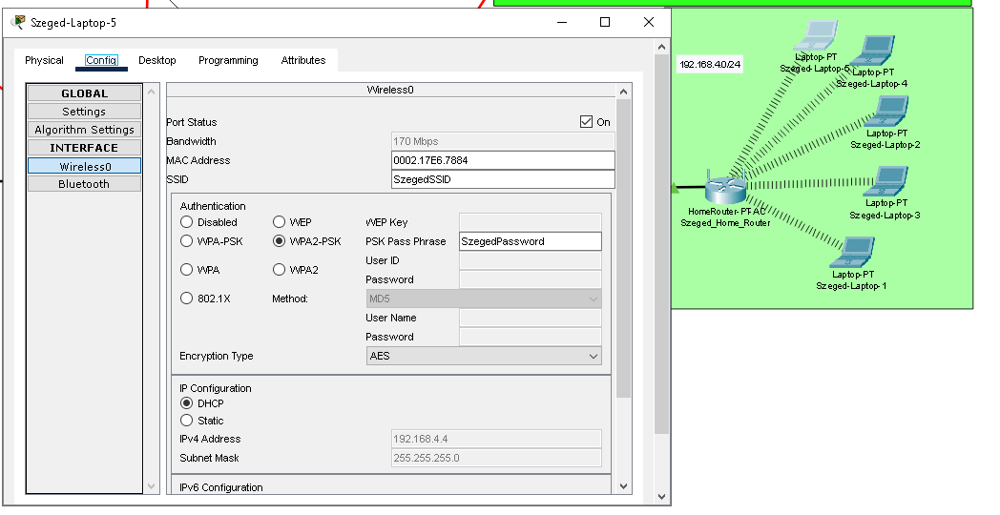 Szeged-Laptop-5
Physical Config Desktop Programming Attributes
GLOBAL
Settings
Algorithm Settings
INTERFACE
Wireless0
Bluetooth
Wireless0
Port Status On
Bandwidth 170 Mbps
MAC Address 0002.17E6.7884
SSID SzegedSSID
Authentication
Disabled WEP WEP Key
WPA-PSK WPA2-PSK PSK Pass Phrase SzegedPassword
User ID
WPA WPA2
Password
802.1X Method: MD5
User Name
Password
Encryption Type AES
IP Configuration
DHCP
Static
IPv4 Address 192.168.4.4
Subnet Mask 255.255.255.0
IPv6 Configuration
192.168.4.0/24
Laptop-PT
Szeged-Laptop-5
Laptop-PT
Szeged-Laptop-4
Laptop-PT
Szeged-Laptop-2
Laptop-PT
Szeged-Laptop-3
HomeRouter-PT-AC
Szeged_Home_Router
Laptop-PT
Szeged-Laptop-1